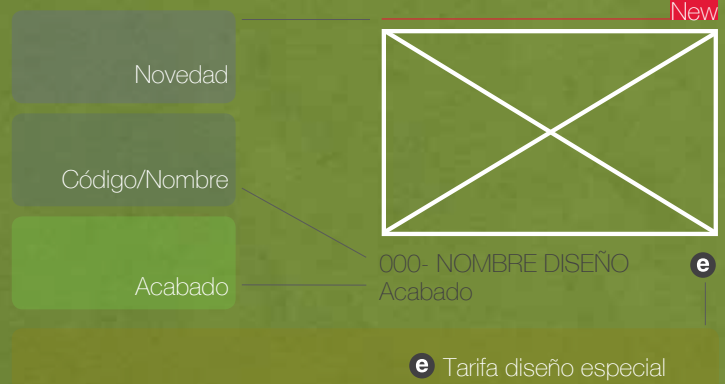 New
Novedad
Código/Nombre
Acabado
000- NOMBRE DISEÑO e
Acabado
e Tarifa diseño especial